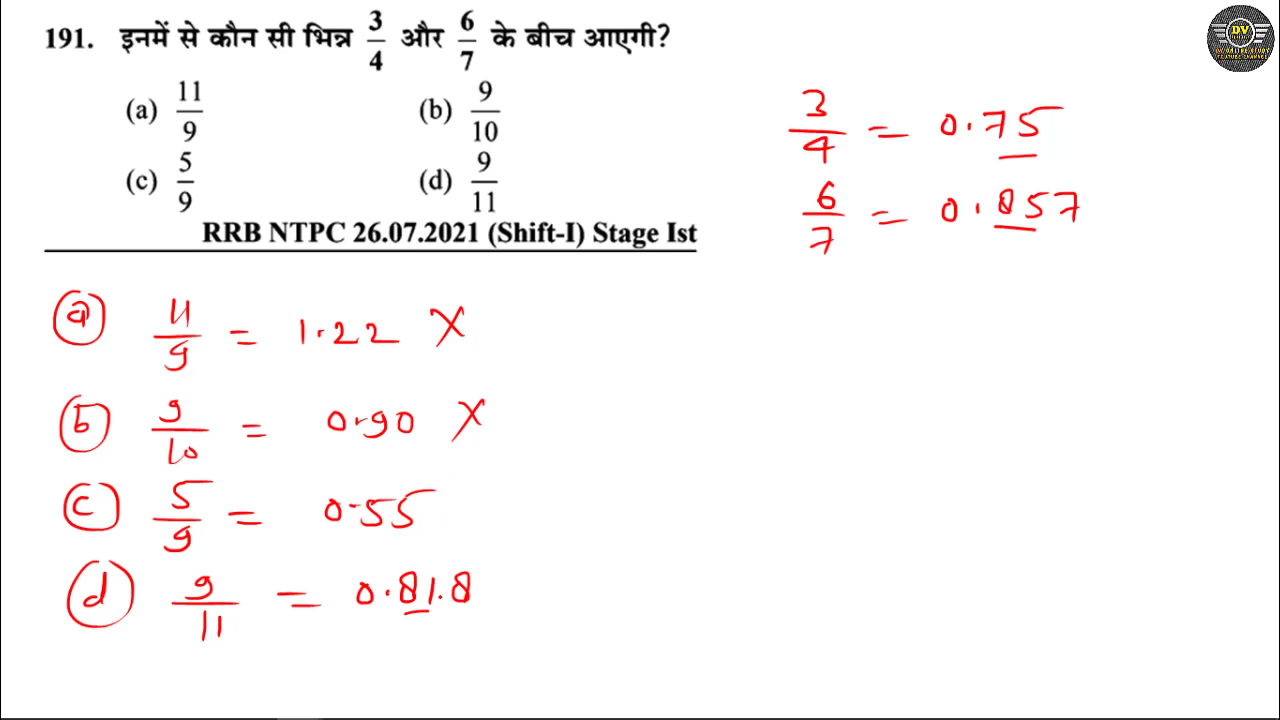 191. इनमें से कौन सी भिन्न 3/4 और 6/7 के बीच आएगी?
(a) 11/9 (b) 9/10
(c) 5/9 (d) 9/11
RRB NTPC 26.07.2021 (Shift-I) Stage Ist
3/4 = 0.75
6/7 = 0.857
(a) 11/9 = 1.22 X
(b) 9/10 = 0.90 X
(c) 5/9 = 0.55
(d) 9/11 = 0.81.8
DV